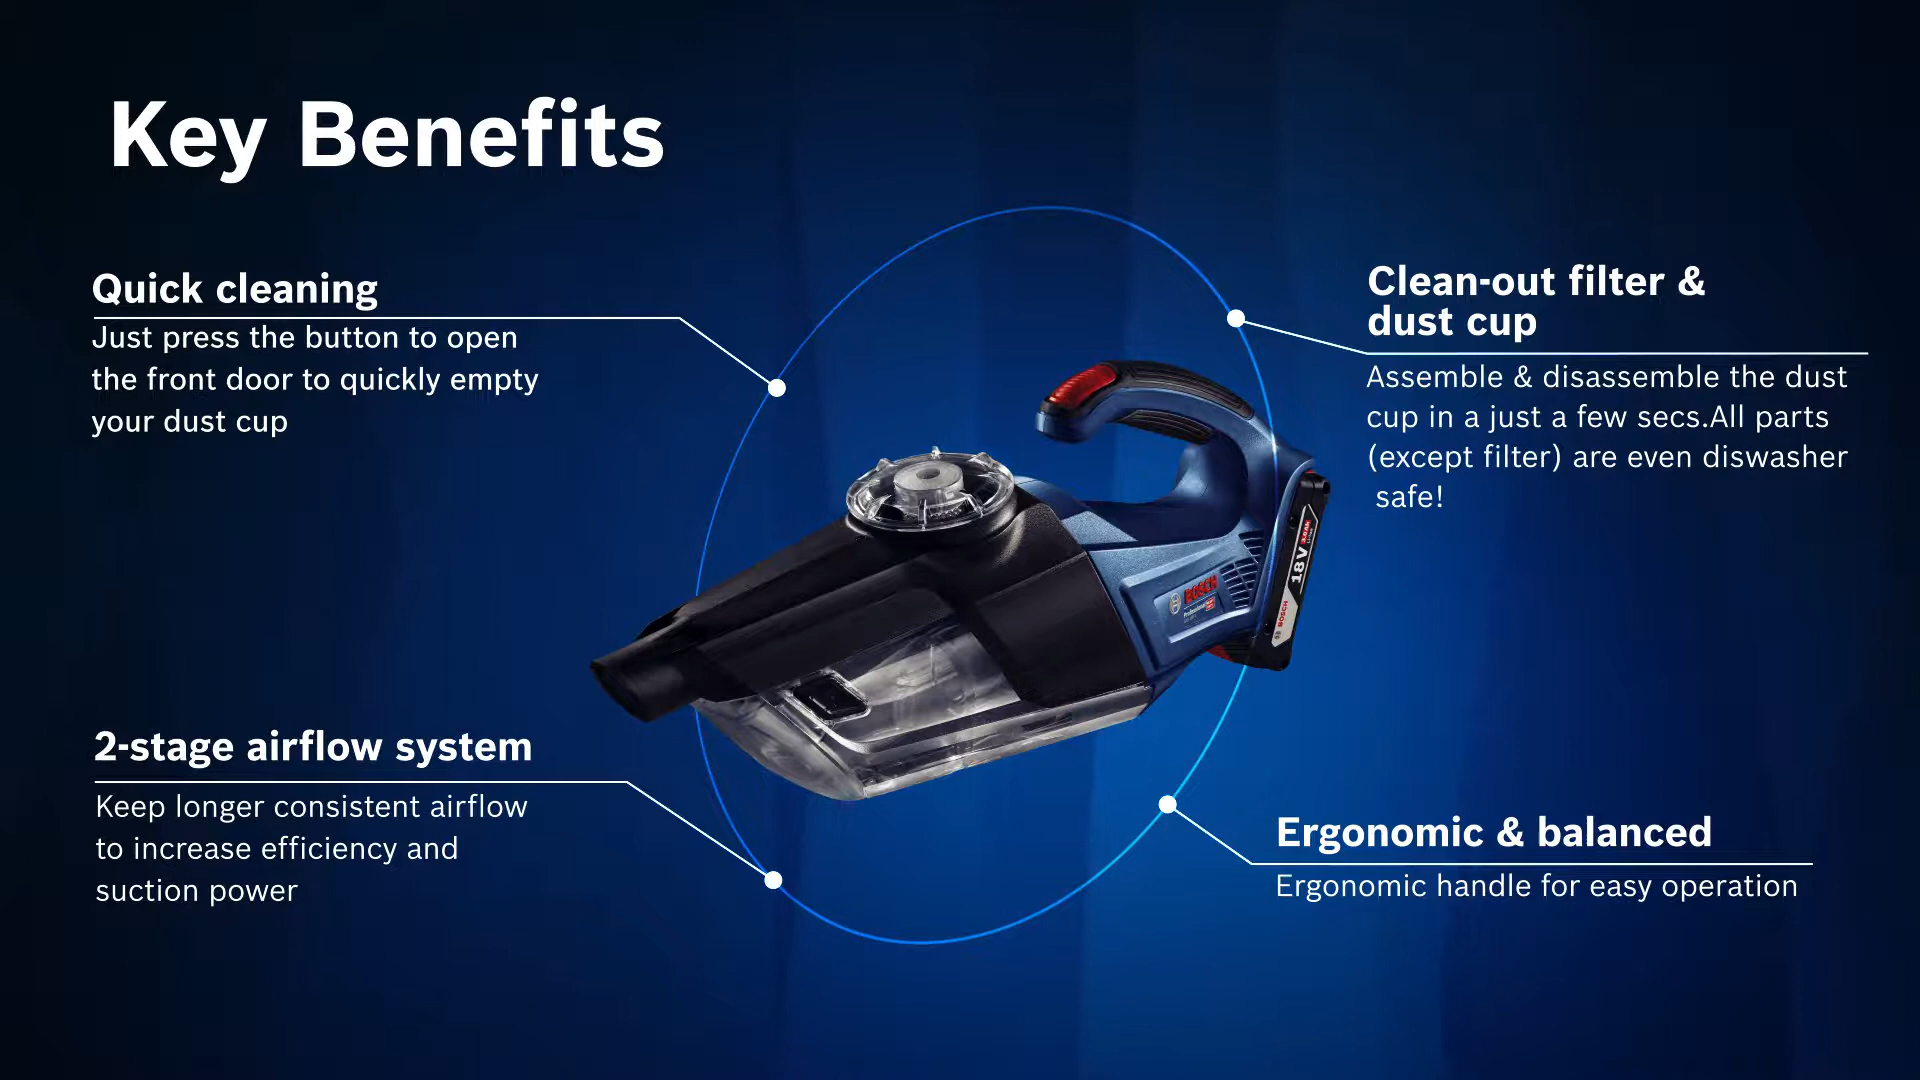 Key Benefits
Quick cleaning
Just press the button to open
the front door to quickly empty
your dust cup
Clean-out filter &
dust cup
Assemble & disassemble the dust
cup in a just a few secs.All parts
(except filter) are even diswasher
safe!
BOSCH
Professional
18V
3.0Ah
BOSCH
2-stage airflow system
Keep longer consistent airflow
to increase efficiency and
suction power
Ergonomic & balanced
Ergonomic handle for easy operation